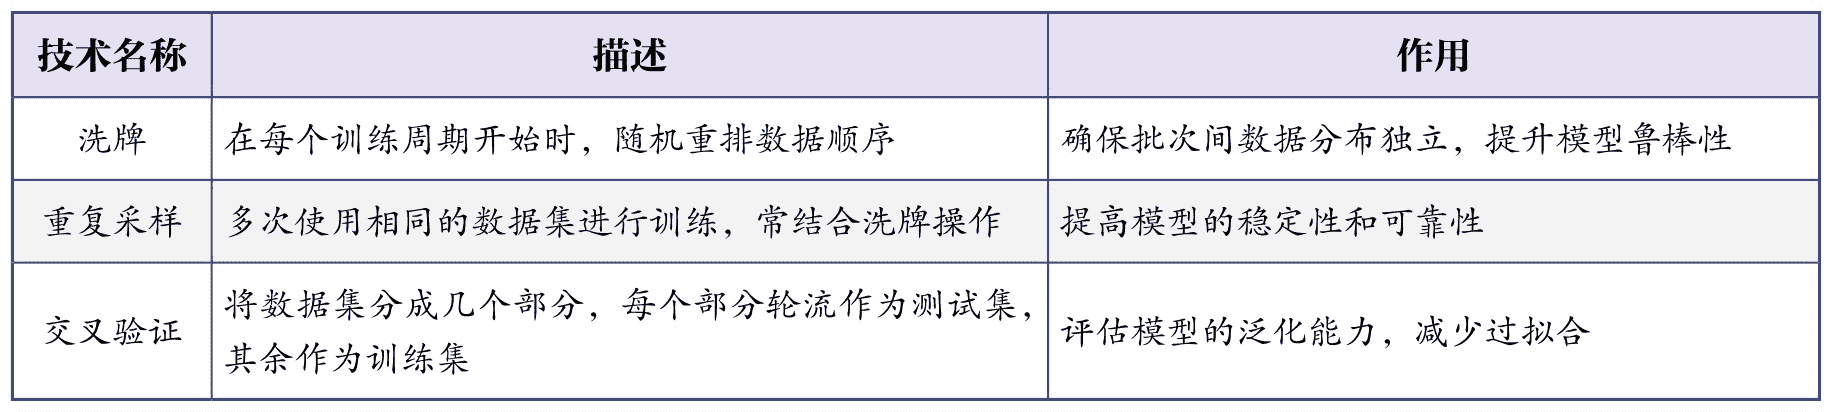 技术名称 描述 作用
洗牌 在每个训练周期开始时，随机重排数据顺序 确保批次间数据分布独立，提升模型鲁棒性
重复采样 多次使用相同的数据集进行训练，常结合洗牌操作 提高模型的稳定性和可靠性
交叉验证 将数据集分成几个部分，每个部分轮流作为测试集，
其余作为训练集 评估模型的泛化能力，减少过拟合